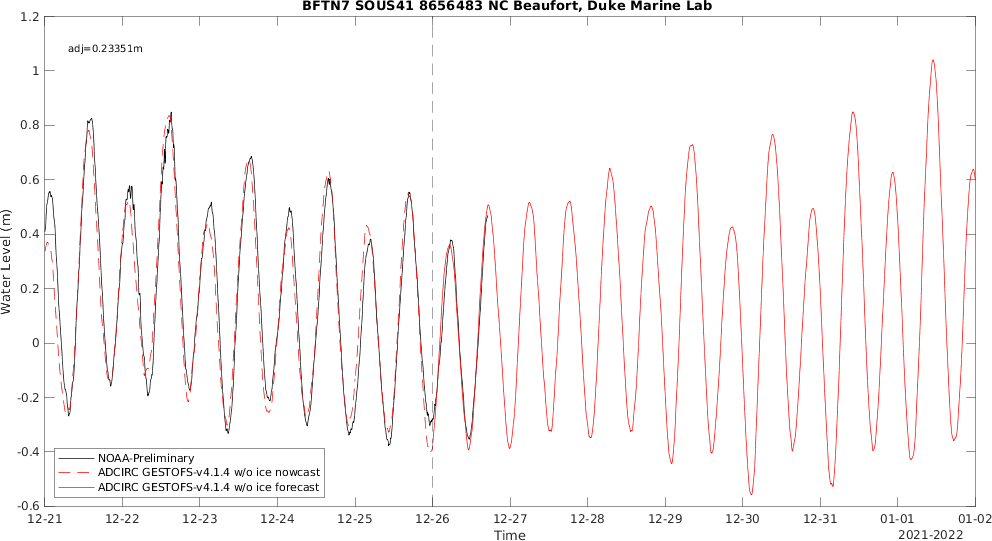 BFTN7 SOUS41 8656483 NC Beaufort, Duke Marine Lab
1.2
adj=0.23351m
1
0.8
0.6
0.4
0.2
0
-0.2
-0.4
-0.6
Water Level (m)
NOAA-Preliminary
ADCIRC GESTOFS-v4.1.4 w/o ice nowcast
ADCIRC GESTOFS-v4.1.4 w/o ice forecast
12-21 12-22 12-23 12-24 12-25 12-26 12-27 12-28 12-29 12-30 12-31 01-01 01-02
Time
2021-2022